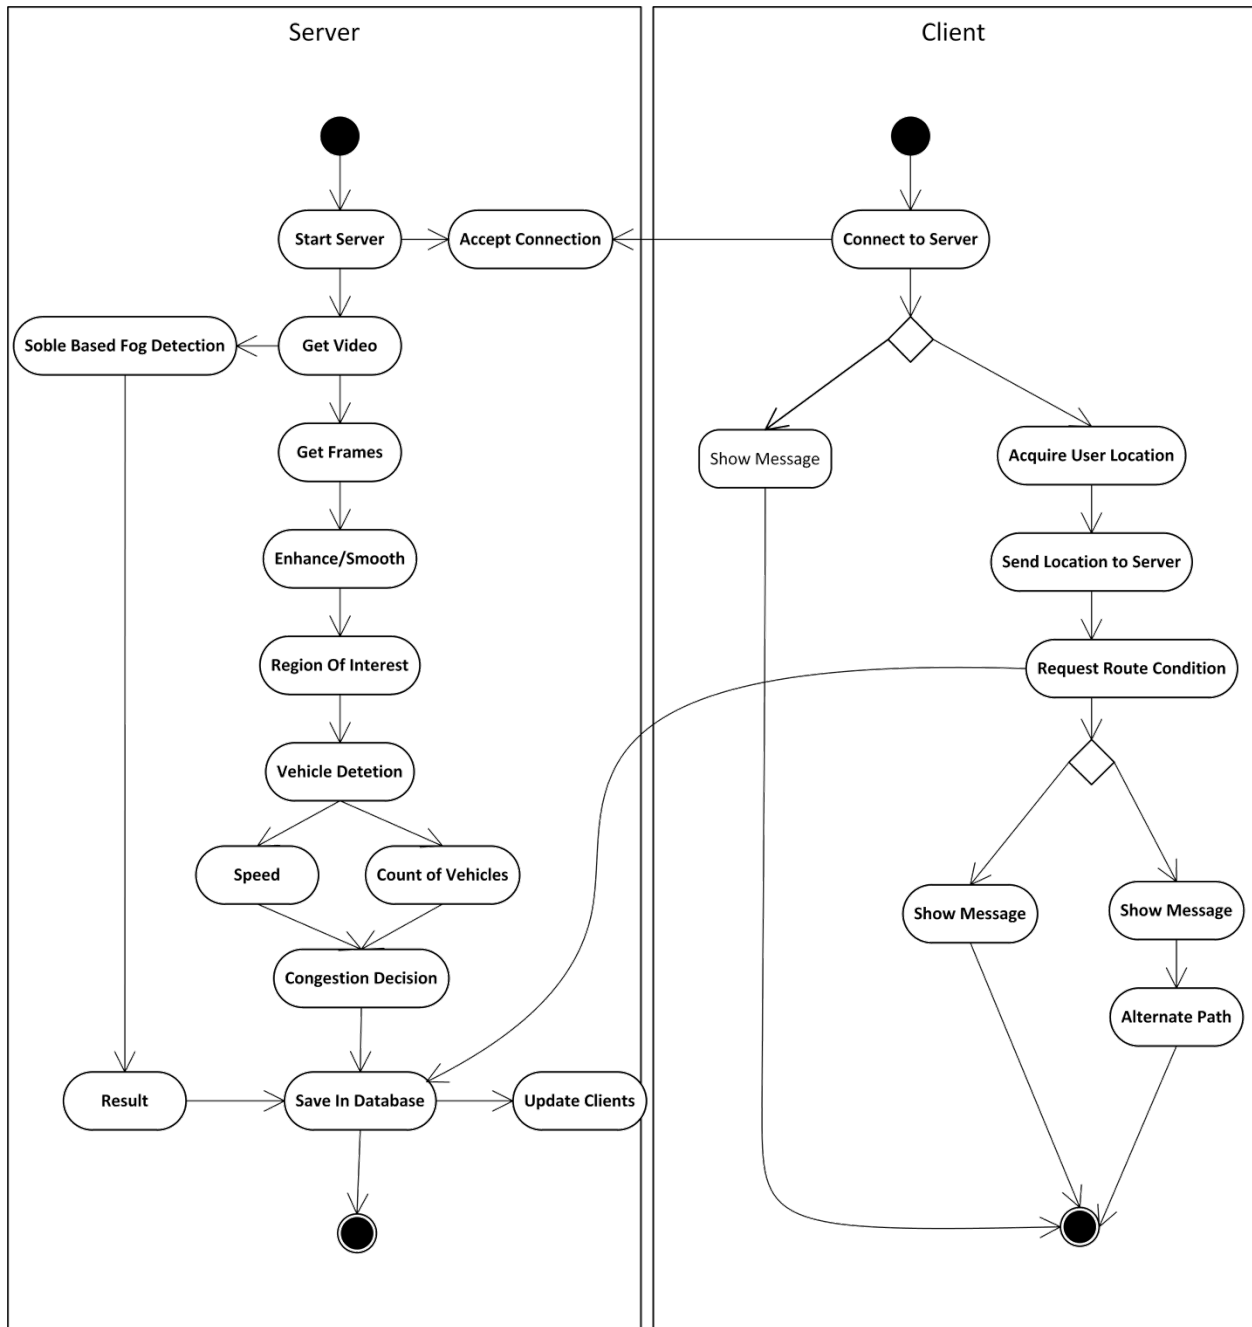 Server
Client
Start Server
Accept Connection
Connect to Server
Soble Based Fog Detection
Get Video
Get Frames
Show Message
Acquire User Location
Enhance/Smooth
Send Location to Server
Region Of Interest
Request Route Condition
Vehicle Detetion
Speed
Count of Vehicles
Show Message
Show Message
Congestion Decision
Alternate Path
Result
Save In Database
Update Clients